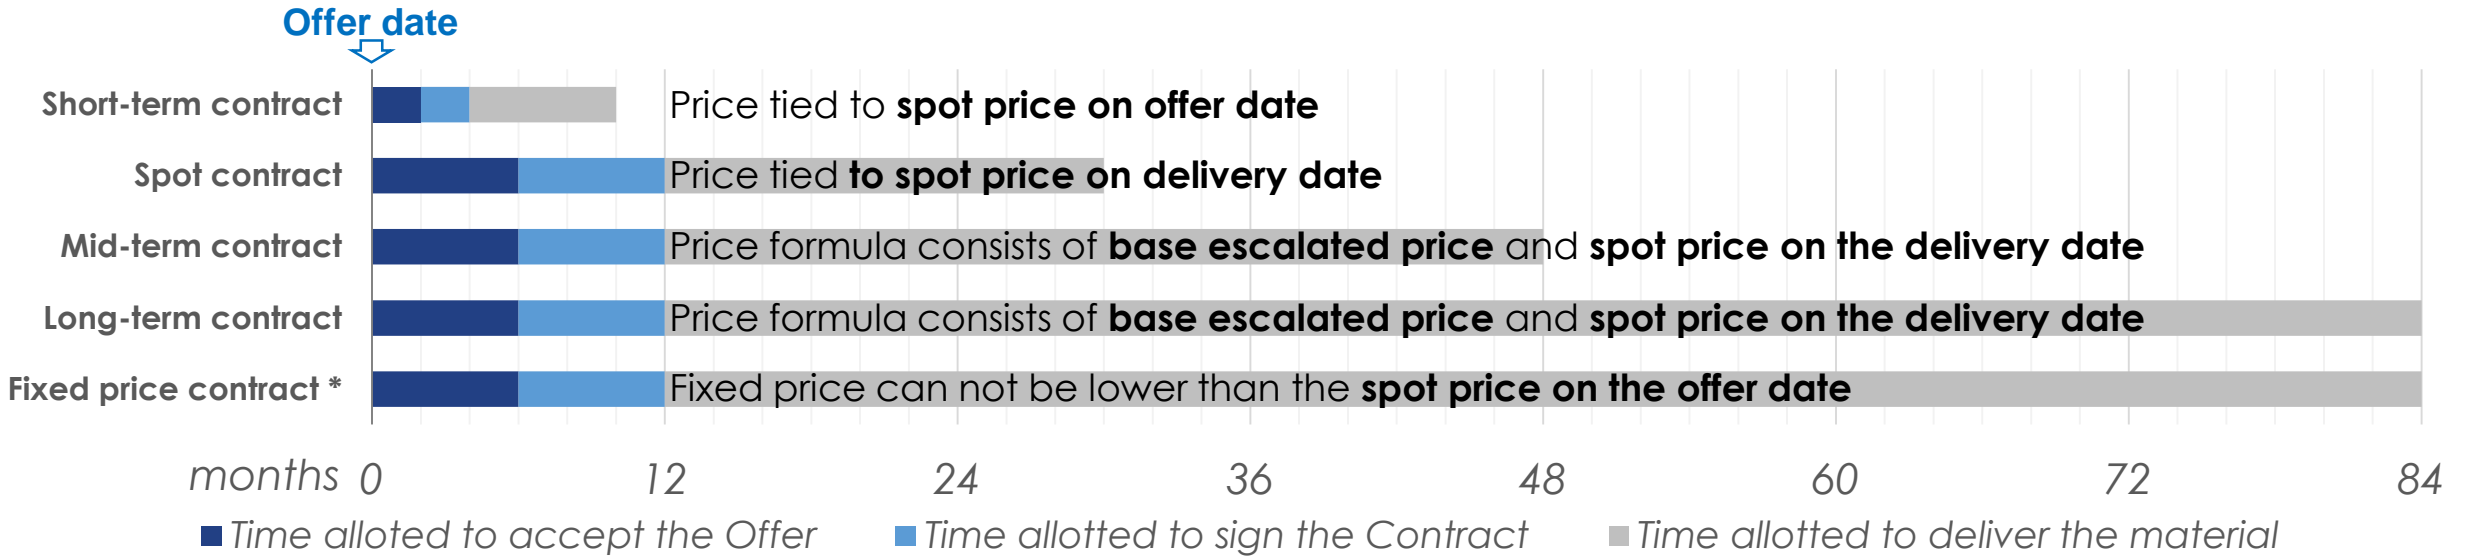 Offer date
Short-term contract Price tied to spot price on offer date
Spot contract Price tied to spot price on delivery date
Mid-term contract Price formula consists of base escalated price and spot price on the delivery date
Long-term contract Price formula consists of base escalated price and spot price on the delivery date
Fixed price contract * Fixed price can not be lower than the spot price on the offer date
months 0 12 24 36 48 60 72 84
Time alloted to accept the Offer Time allotted to sign the Contract Time allotted to deliver the material